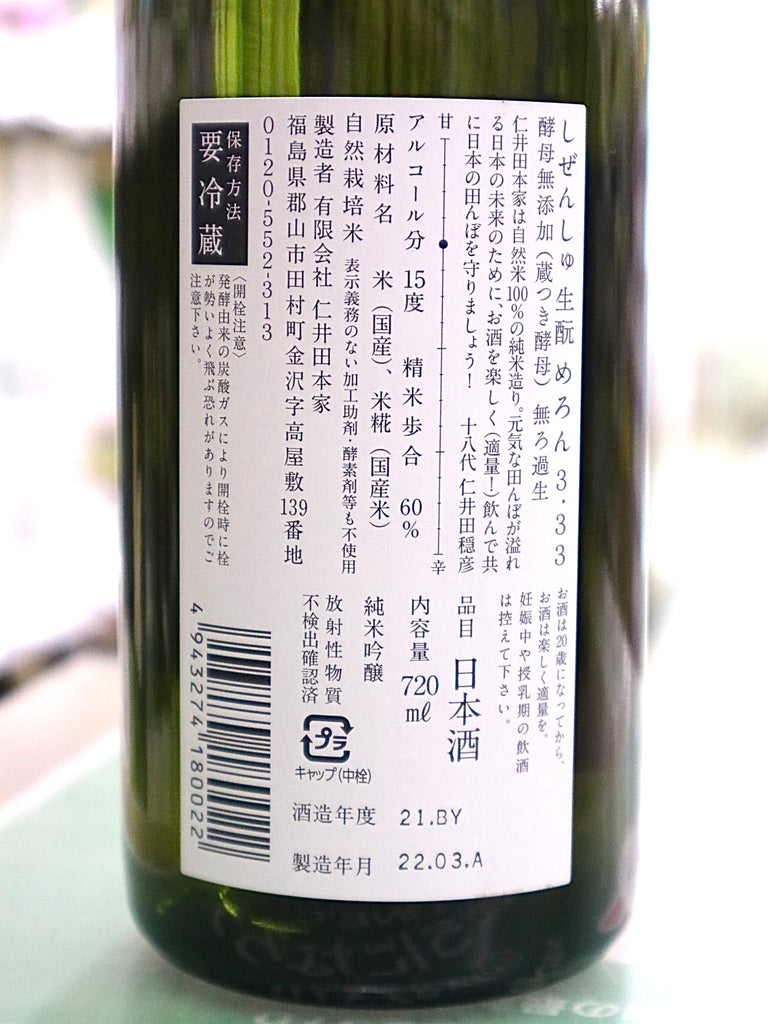 しぜんしゅ 生酛 めろん 3.33
酵母無添加(蔵つき酵母) 無ろ過生
仁井田本家は自然米100%の純米造り。元気な田んぼが溢れ
る日本の未来のために、お酒を楽しく(適量!)飲んで共
に日本の田んぼを守りましょう! 十八代 仁井田穏彦
甘 辛
アルコール分 15度 精米歩合 60%
原材料名 米(国産)、米糀(国産米)
自然栽培米 表示義務のない加工助剤・酵素剤等も不使用
製造者 有限会社 仁井田本家
福島県郡山市田村町金沢字高屋敷139番地
0120-552-313
保存方法
要冷蔵
〈開栓注意〉
発酵由来の炭酸ガスにより開栓時に栓
が勢いよく飛ぶ恐れがありますのでご
注意下さい。
お酒は20歳になってから、
お酒は楽しく適量を。
妊娠中や授乳期の飲酒
は控えて下さい。
品目 日本酒
内容量 720mℓ
純米吟醸
放射性物質
不検出確認済
プラ
キャップ(中栓)
酒造年度 21.BY
製造年月 22.03.A
4 943274 180022